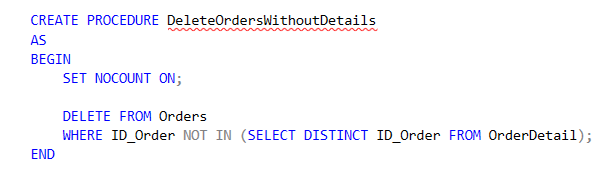 CREATE PROCEDURE DeleteOrdersWithoutDetails
AS
BEGIN
SET NOCOUNT ON;
DELETE FROM Orders
WHERE ID_Order NOT IN (SELECT DISTINCT ID_Order FROM OrderDetail);
END